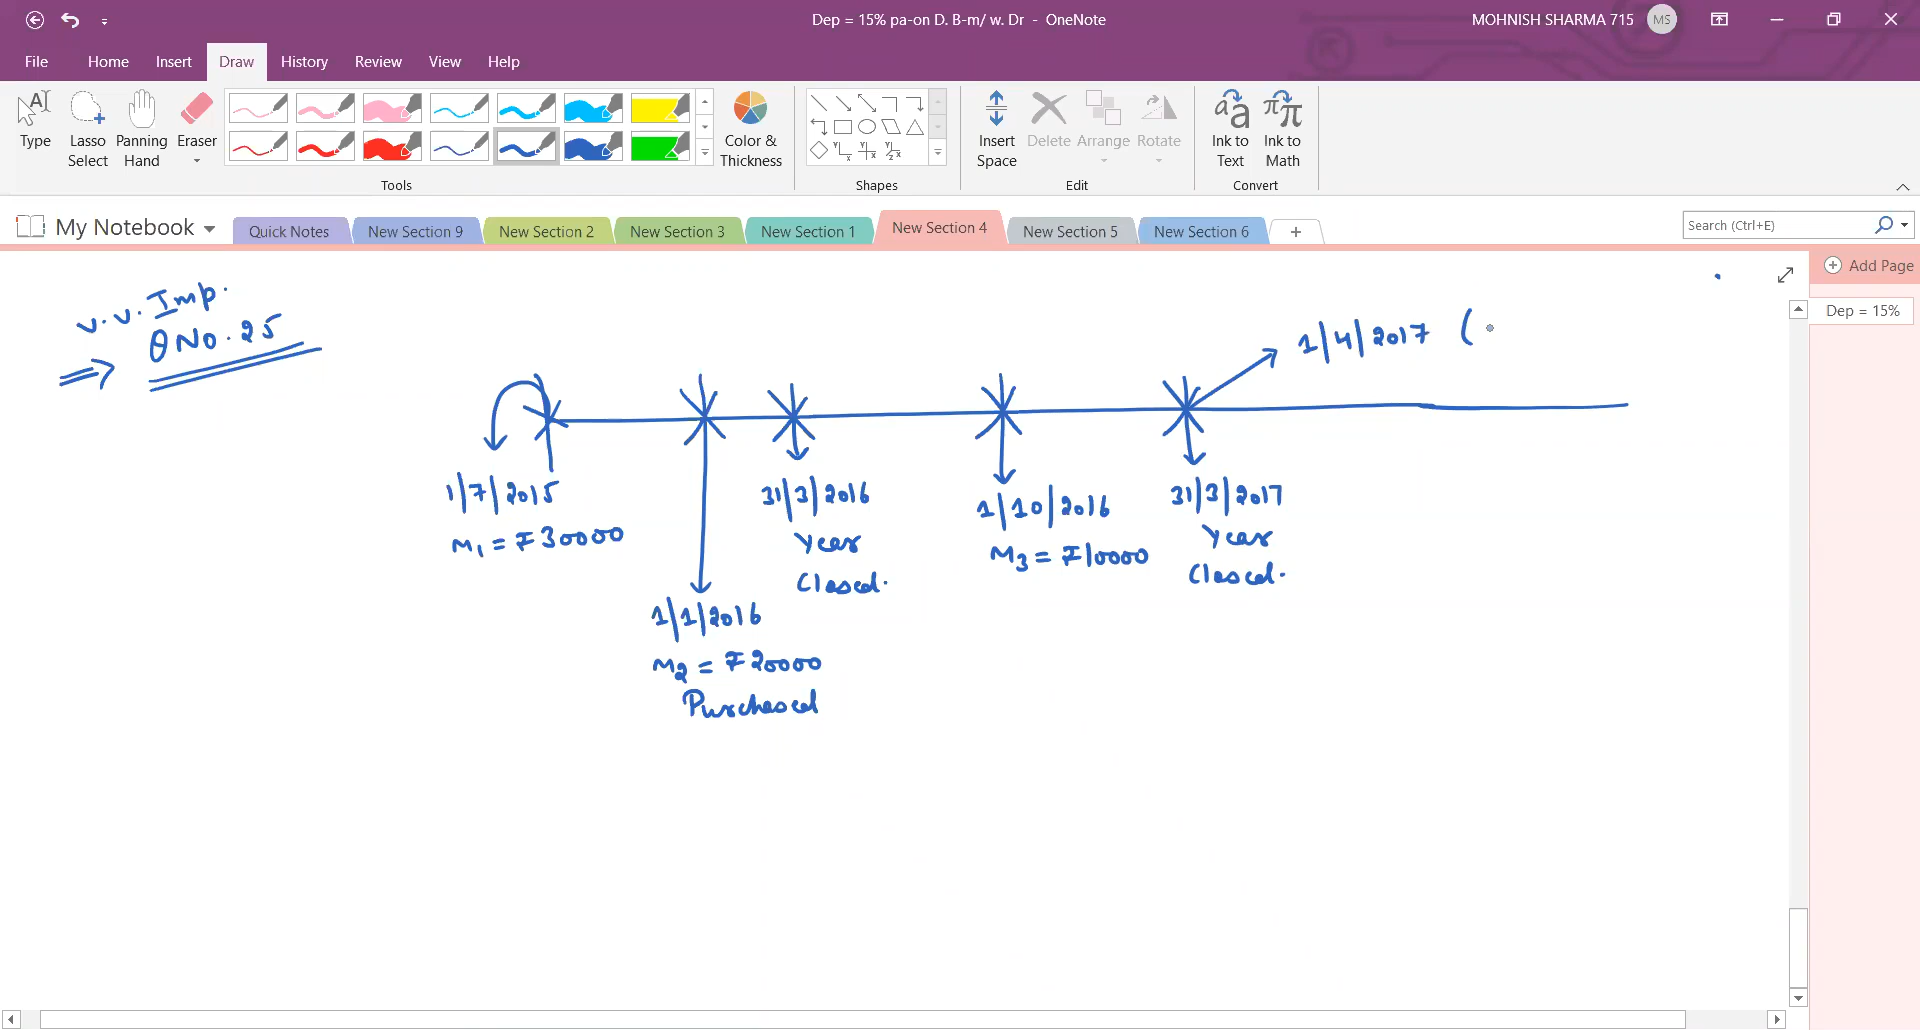 Dep = 15% pa-on D. B-m/ w. Dr - OneNote
MOHNISH SHARMA 715
MS
File Home Insert Draw History Review View Help
Type
Lasso Select
Panning Hand
Eraser
Color & Thickness
Insert Space
Delete
Arrange
Rotate
Ink to Text
Ink to Math
Tools
Shapes
Edit
Convert
My Notebook
Quick Notes
New Section 9
New Section 2
New Section 3
New Section 1
New Section 4
New Section 5
New Section 6
Search (Ctrl+E)
Add Page
Dep = 15%
v.v. Imp.
QNo.25
1/4/2017 (
1/7/2015
M1 = ₹30000
1/1/2016
M2 = ₹20000
Purchased
31/3/2016
Year
Closed.
1/10/2016
M3 = ₹10000
31/3/2017
Year
Closed.